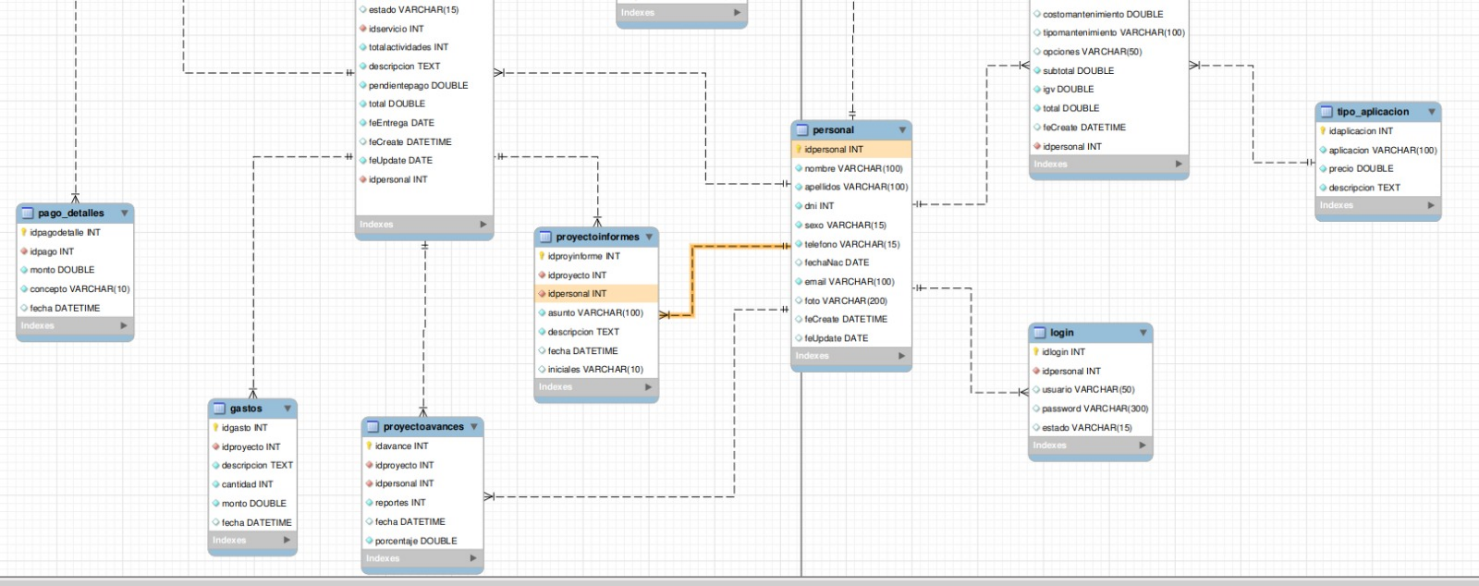 estado VARCHAR(15)
idservicio INT
totalactividades INT
descripcion TEXT
pendientepago DOUBLE
total DOUBLE
feEntrega DATE
feCreate DATETIME
feUpdate DATE
idpersonal INT
Indexes
Indexes
costomantenimiento DOUBLE
tipomantenimiento VARCHAR(100)
opciones VARCHAR(50)
subtotal DOUBLE
igv DOUBLE
total DOUBLE
feCreate DATETIME
idpersonal INT
Indexes
tipo_aplicacion
idaplicacion INT
aplicacion VARCHAR(100)
precio DOUBLE
descripcion TEXT
Indexes
personal
idpersonal INT
nombre VARCHAR(100)
apellidos VARCHAR(100)
dni INT
sexo VARCHAR(15)
telefono VARCHAR(15)
fechaNac DATE
email VARCHAR(100)
foto VARCHAR(200)
feCreate DATETIME
feUpdate DATE
Indexes
pago_detalles
idpagodetalle INT
idpago INT
monto DOUBLE
concepto VARCHAR(10)
fecha DATETIME
Indexes
proyectoinformes
idproyinforme INT
idproyecto INT
idpersonal INT
asunto VARCHAR(100)
descripcion TEXT
fecha DATETIME
iniciales VARCHAR(10)
Indexes
login
idlogin INT
idpersonal INT
usuario VARCHAR(50)
password VARCHAR(300)
estado VARCHAR(15)
Indexes
gastos
idgasto INT
idproyecto INT
descripcion TEXT
cantidad INT
monto DOUBLE
fecha DATETIME
Indexes
proyectoavances
idavance INT
idproyecto INT
idpersonal INT
reportes INT
fecha DATETIME
porcentaje DOUBLE
Indexes